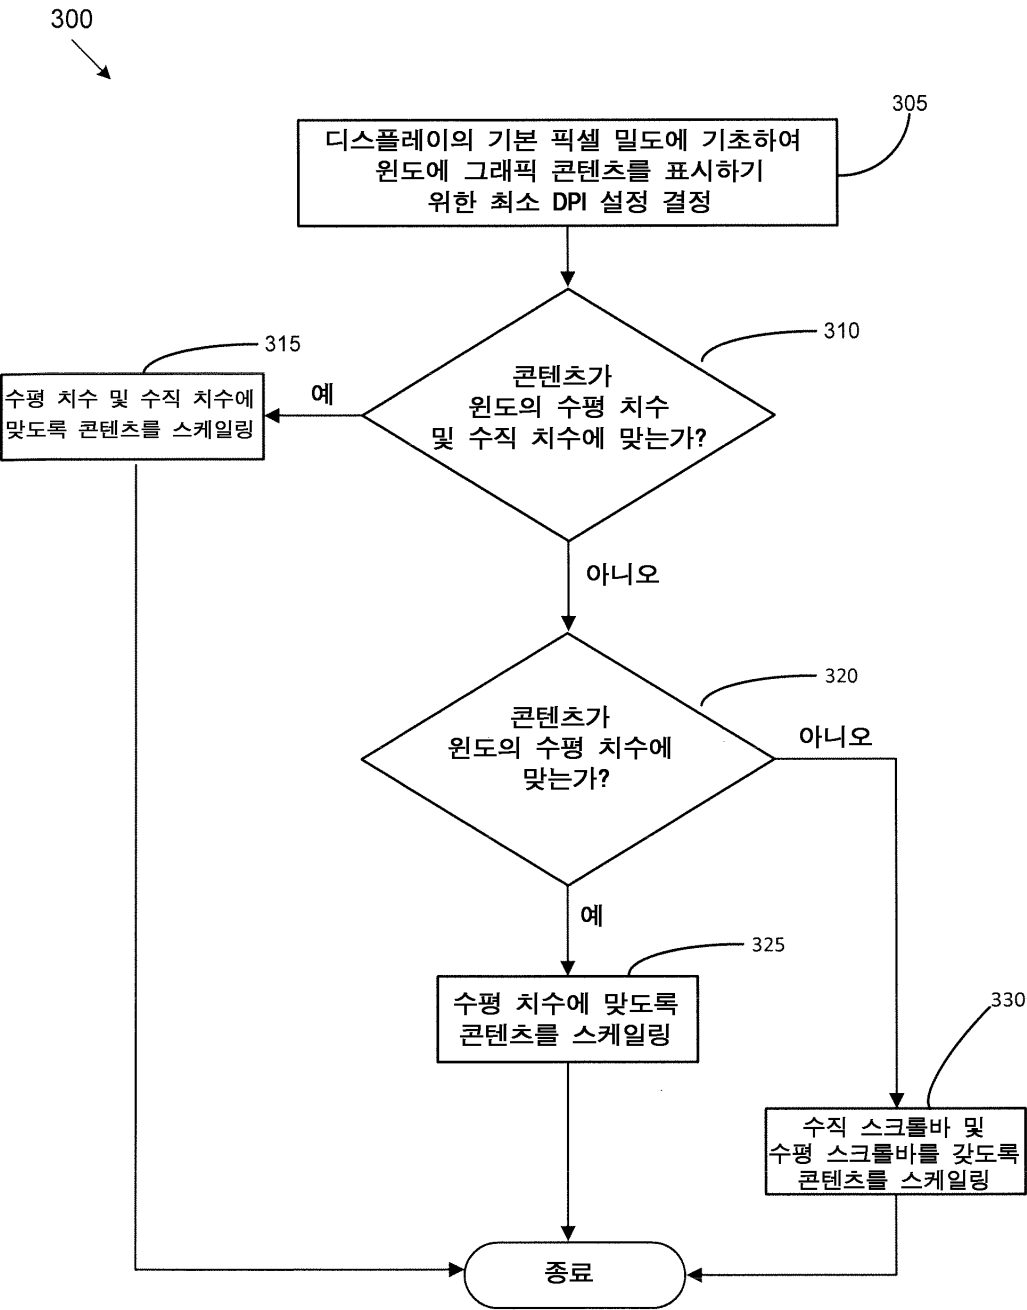 300
305
디스플레이의 기본 픽셀 밀도에 기초하여
윈도에 그래픽 콘텐츠를 표시하기
위한 최소 DPI 설정 결정
310
콘텐츠가
윈도의 수평 치수
및 수직 치수에 맞는가?
예
315
수평 치수 및 수직 치수에
맞도록 콘텐츠를 스케일링
아니오
320
콘텐츠가
윈도의 수평 치수에
맞는가?
아니오
예
325
수평 치수에 맞도록
콘텐츠를 스케일링
330
수직 스크롤바 및
수평 스크롤바를 갖도록
콘텐츠를 스케일링
종료